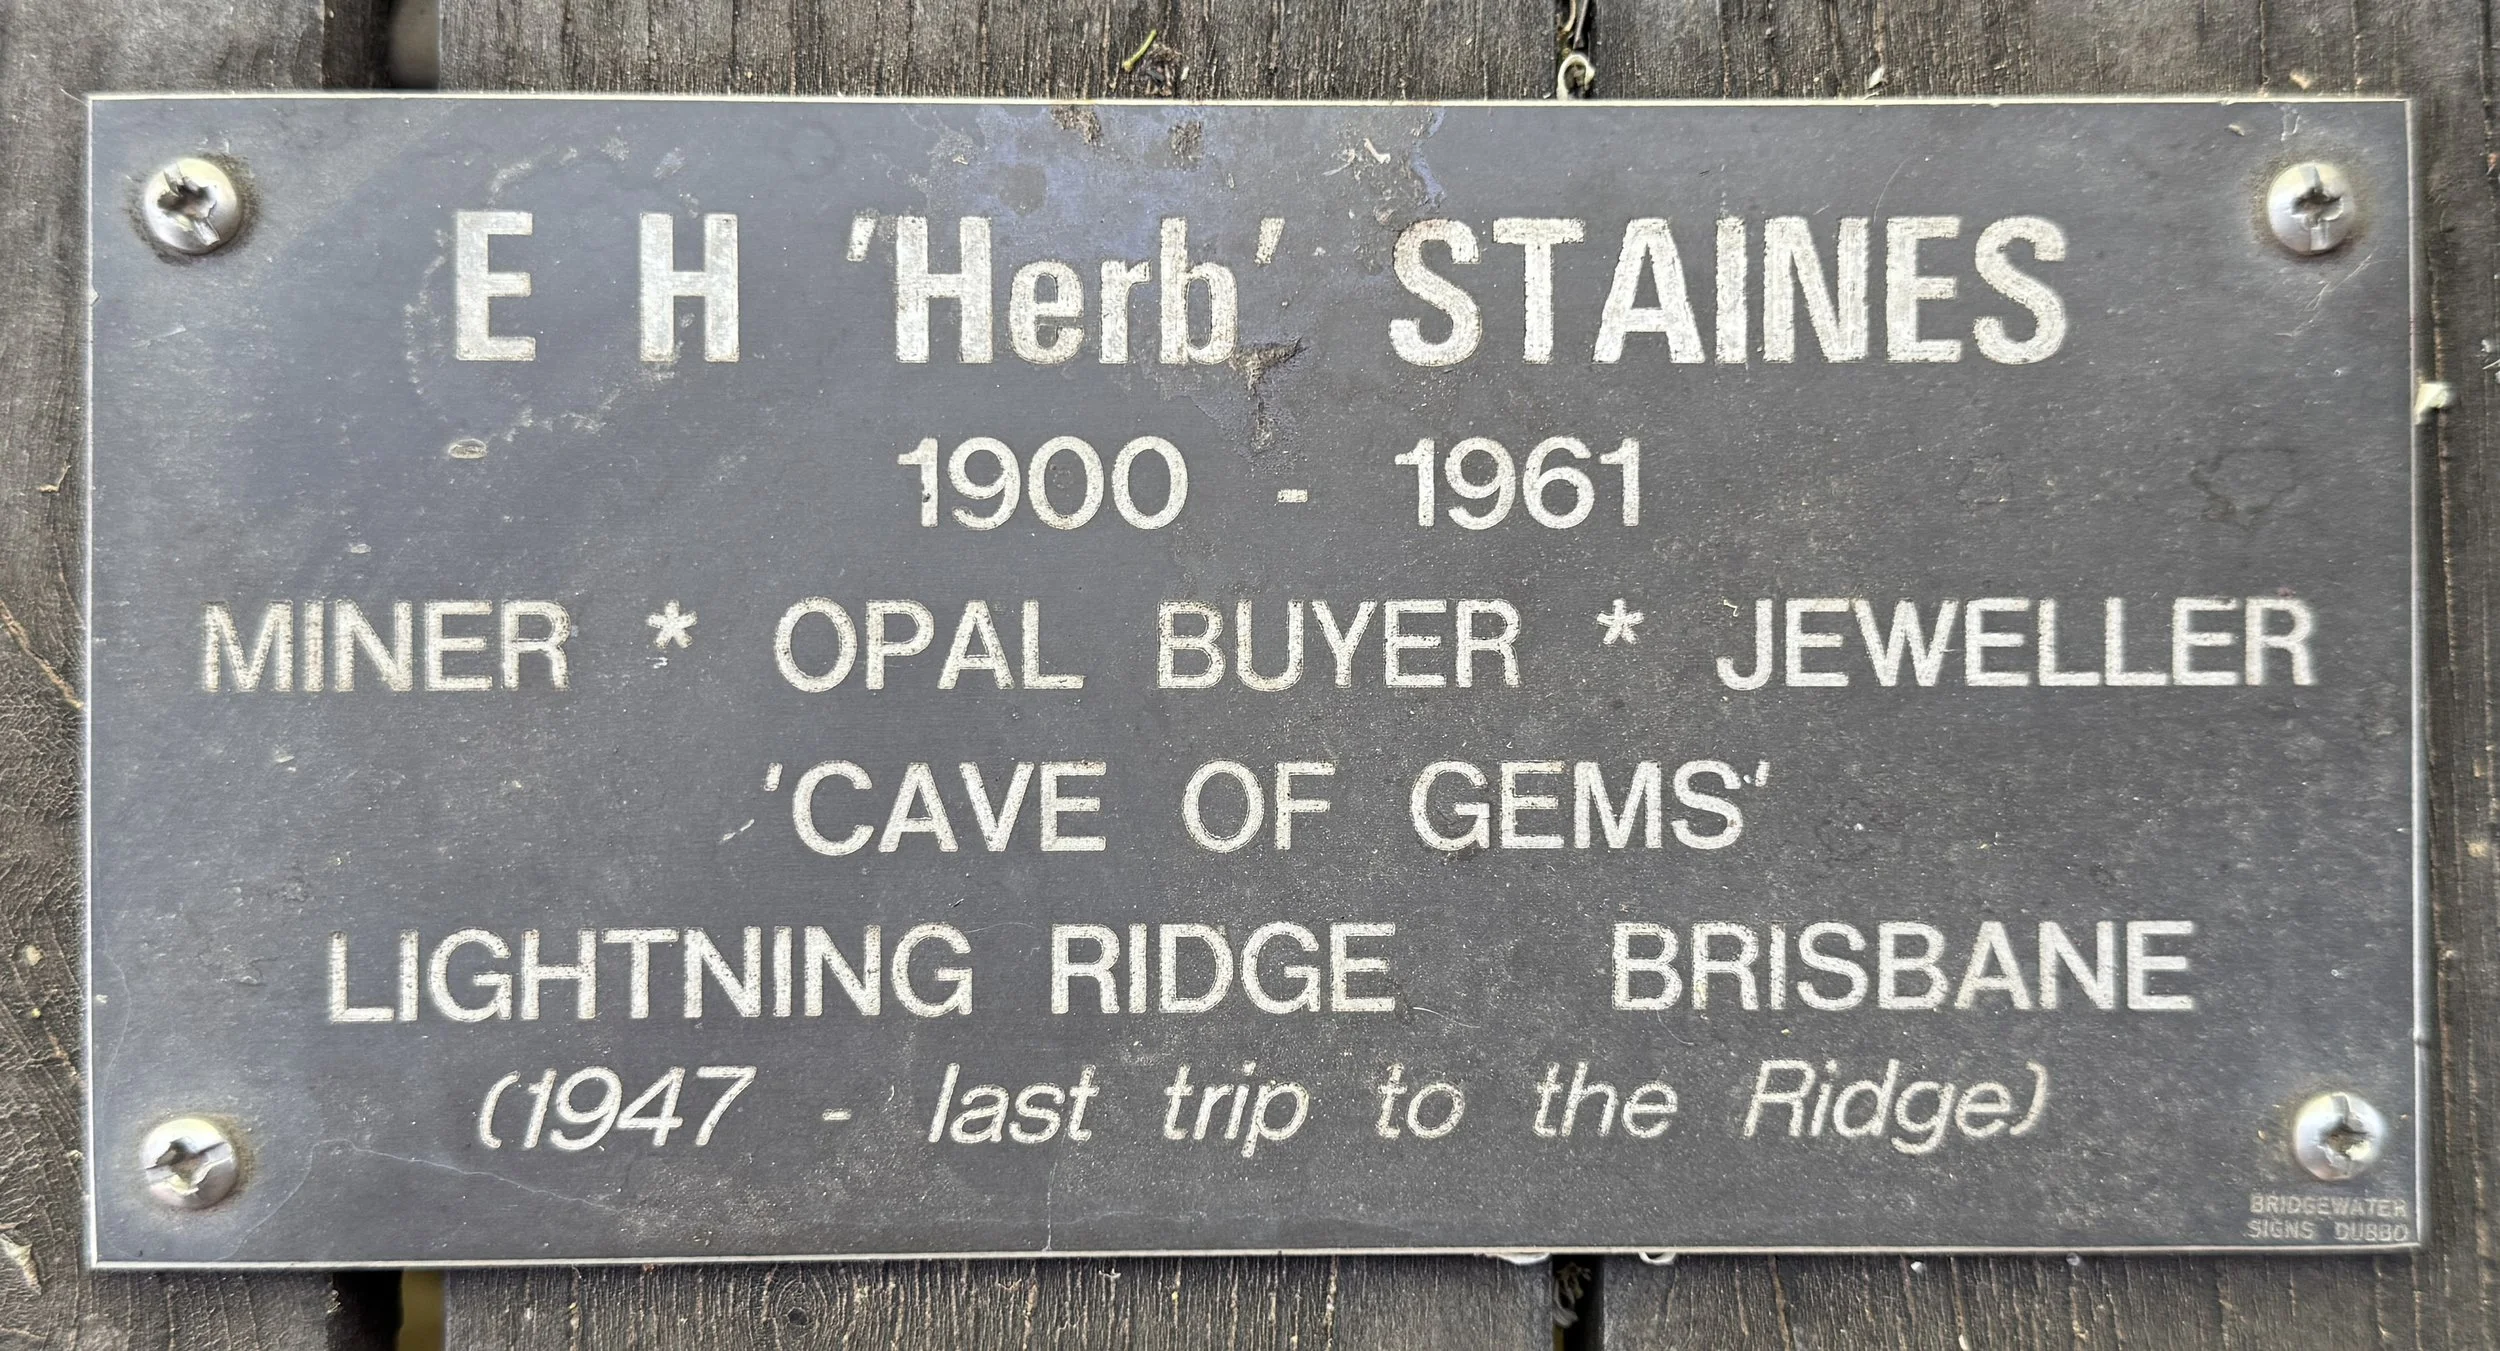 E H 'Herb' STAINES
1900 - 1961
MINER * OPAL BUYER * JEWELLER
'CAVE OF GEMS'
LIGHTNING RIDGE BRISBANE
(1947 - last trip to the Ridge)
BRIDGEWATER
SIGNS DUBBO